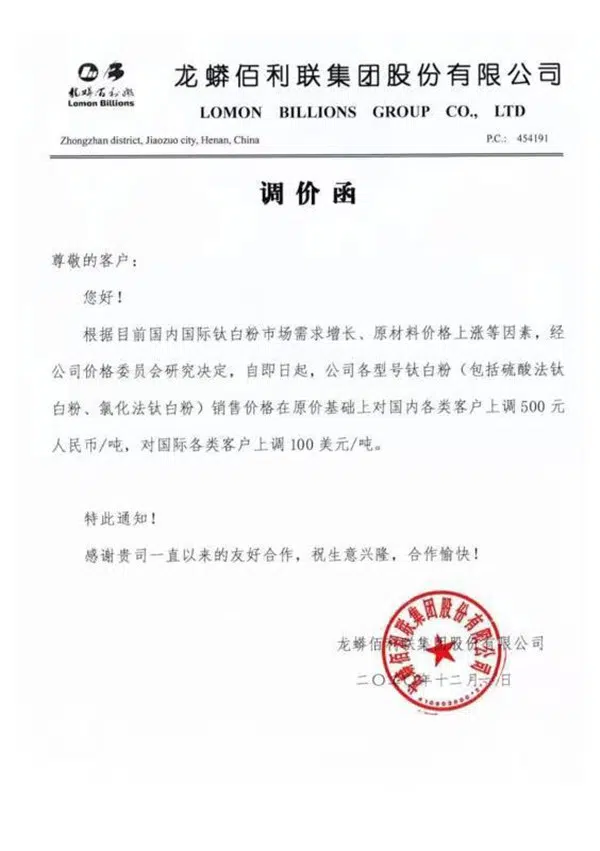 龙蟒佰利联
Lomon Billions
龙蟒佰利联集团股份有限公司
LOMON BILLIONS GROUP CO., LTD
Zhongzhan district, Jiaozuo city, Henan, China
P.C.: 454191
调价函
尊敬的客户：
您好！
根据目前国内国际钛白粉市场需求增长、原材料价格上涨等因素，经
公司价格委员会研究决定，自即日起，公司各型号钛白粉（包括硫酸法钛
白粉、氯化法钛白粉）销售价格在原价基础上对国内各类客户上调500元
人民币/吨，对国际各类客户上调100美元/吨。
特此通知！
感谢贵司一直以来的友好合作，祝生意兴隆，合作愉快！
龙蟒佰利联集团股份有限公司
二〇 年十二月 日
龙蟒佰利联集团股份有限公司